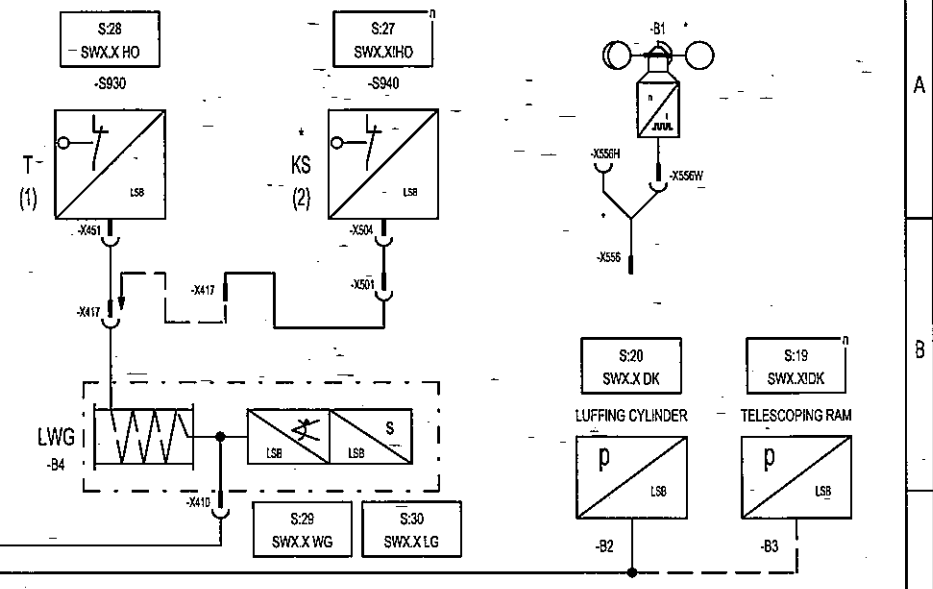 S:28
SWX.X HO
-S930
T
(1)
LSB
-X451
-X417
S:27
SWX.X!HO
-S940
*
KS
(2)
LSB
-X504
-X501
-X417
-B1
*
n
-X556H
-X556W
*
-X556
A
B
LWG
-B4
LSB
LSB
S
-X410
S:29
SWX.X WG
S:30
SWX.X LG
S:20
SWX.X DK
LUFFING CYLINDER
p
LSB
-B2
S:19
SWX.X!DK
TELESCOPING RAM
p
LSB
-B3